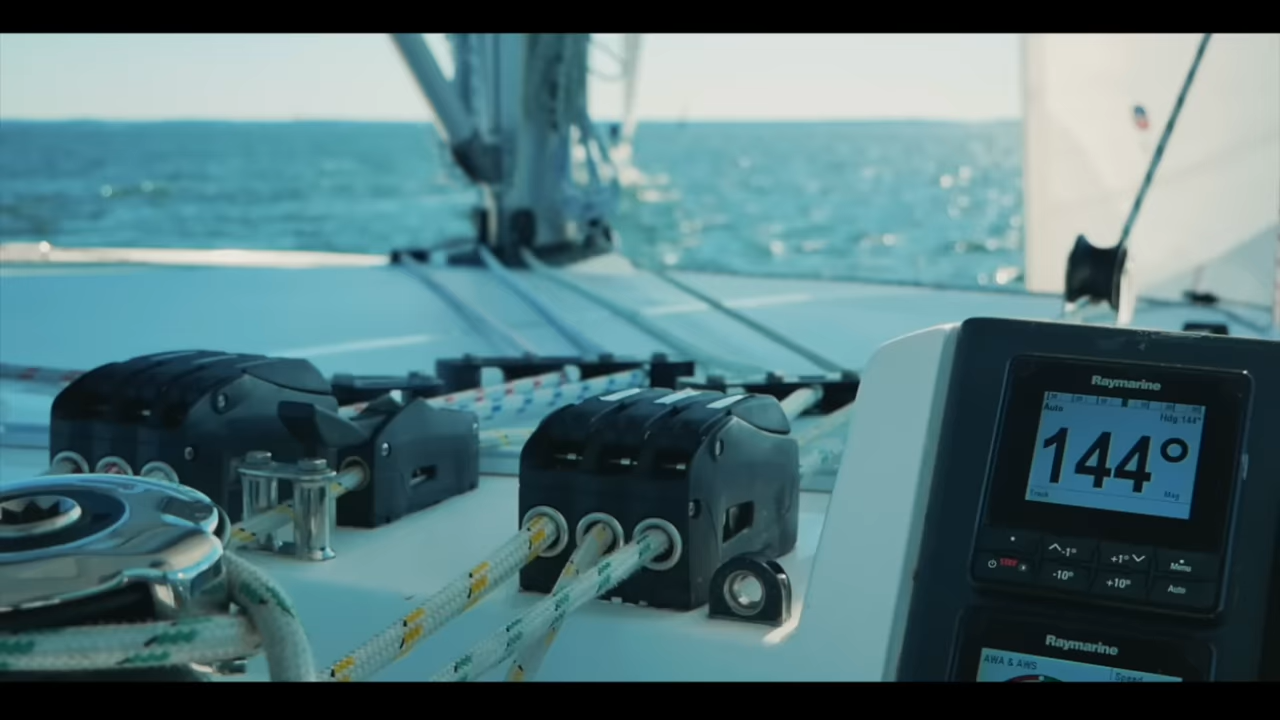 Raymarine
Auto
Hdg 144°
144°
Track
Mag
-1°
+1°
Menu
STBY
-10°
+10°
Auto
Raymarine
AWA & AWS
Speed